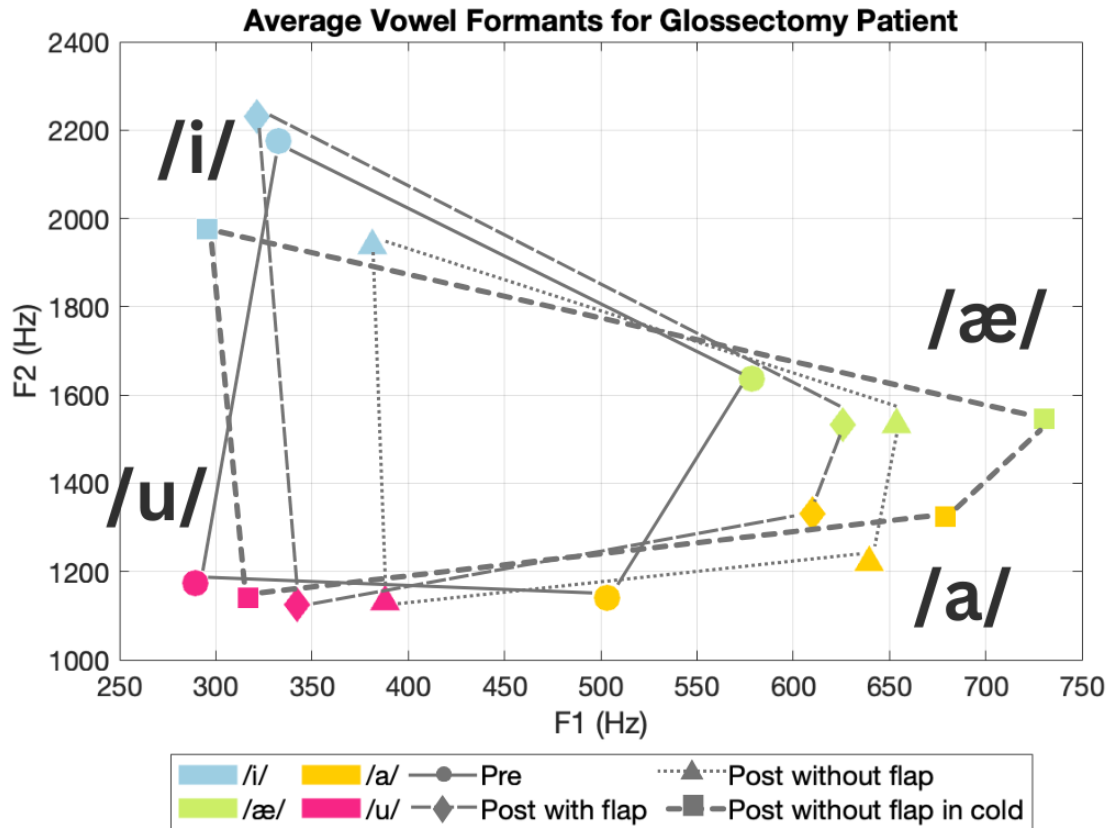 Average Vowel Formants for Glossectomy Patient
2400
2200
2000
1800
1600
1400
1200
1000
F2 (Hz)
/i/
/æ/
/u/
/a/
250 300 350 400 450 500 550 600 650 700 750
F1 (Hz)
/i/ /a/ Pre Post without flap
/æ/ /u/ Post with flap Post without flap in cold